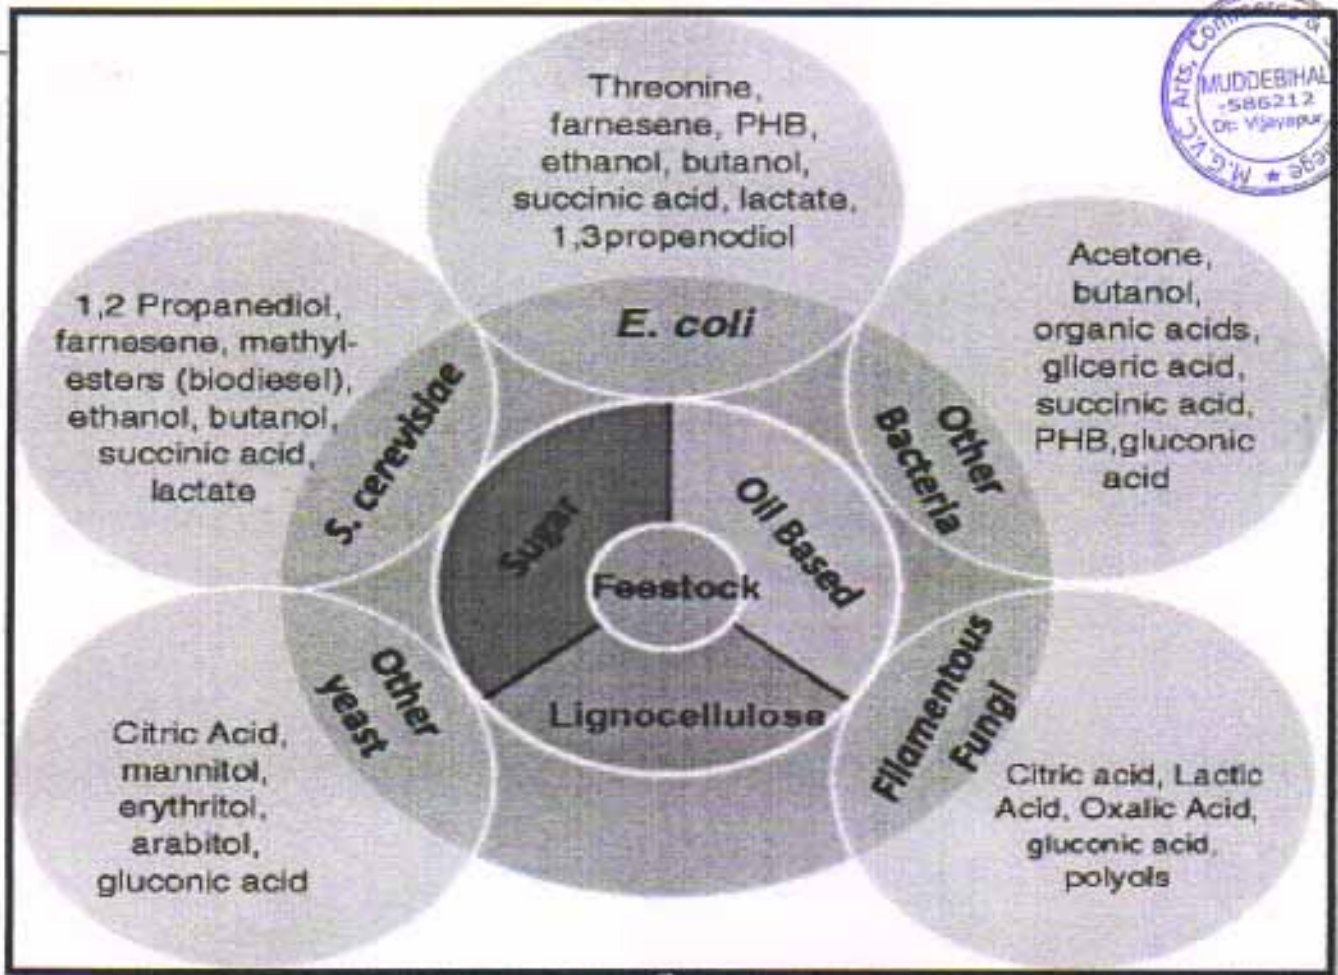 Threonine,
farnesene, PHB,
ethanol, butanol,
succinic acid, lactate,
1,3propenodiol
E. coli
1,2 Propanediol,
farnesene, methyl-
esters (biodiesel),
ethanol, butanol,
succinic acid,
lactate
S. cerevisiae
Acetone,
butanol,
organic acids,
gliceric acid,
succinic acid,
PHB,gluconic
acid
Other
Bacteria
Sugar
Oil Based
Feestock
Lignocellulose
Other
yeast
Citric Acid,
mannitol,
erythritol,
arabitol,
gluconic acid
Filamentous
Fungi
Citric acid, Lactic
Acid, Oxalic Acid,
gluconic acid,
polyols
M.G.V.C. Arts, Commerce &
MUDDEBIHAL
-586212
Dt: Vijayapur